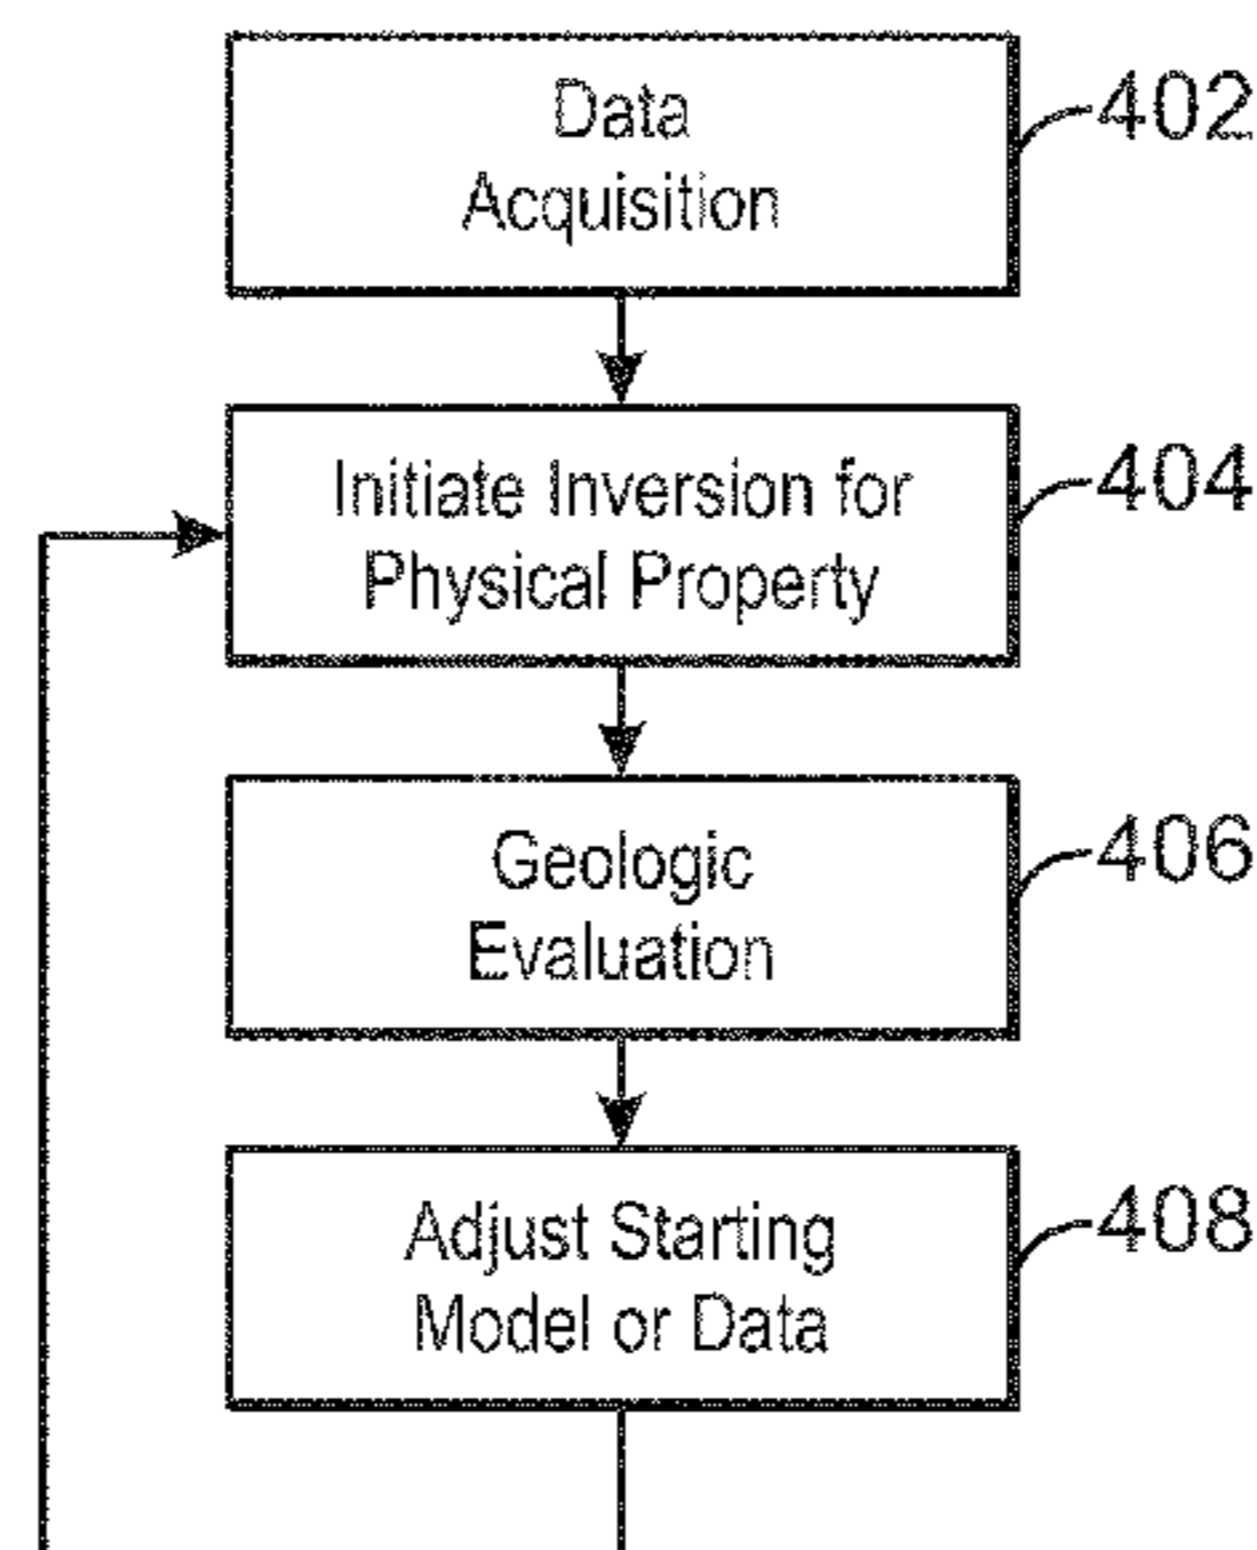 Data
Acquisition
402
Initiate Inversion for
Physical Property
404
Geologic
Evaluation
406
Adjust Starting
Model or Data
408